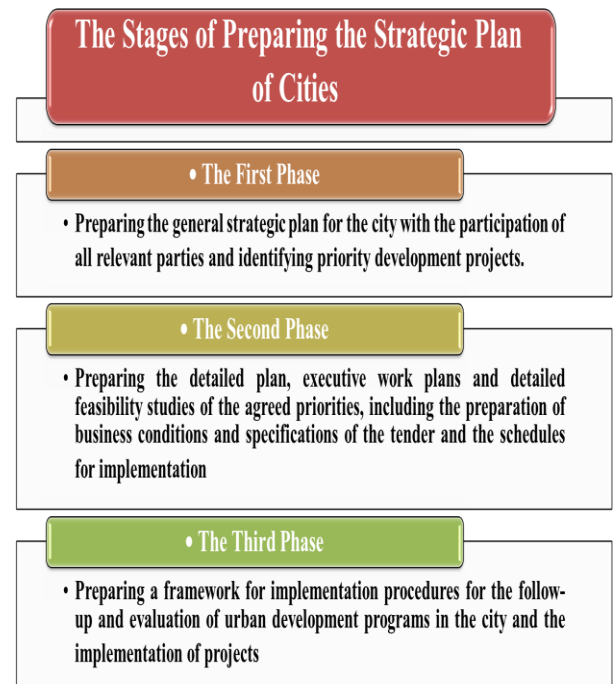 The Stages of Preparing the Strategic Plan
of Cities
• The First Phase
• Preparing the general strategic plan for the city with the participation of
all relevant parties and identifying priority development projects.
• The Second Phase
• Preparing the detailed plan, executive work plans and detailed
feasibility studies of the agreed priorities, including the preparation of
business conditions and specifications of the tender and the schedules
for implementation
• The Third Phase
• Preparing a framework for implementation procedures for the follow-
up and evaluation of urban development programs in the city and the
implementation of projects